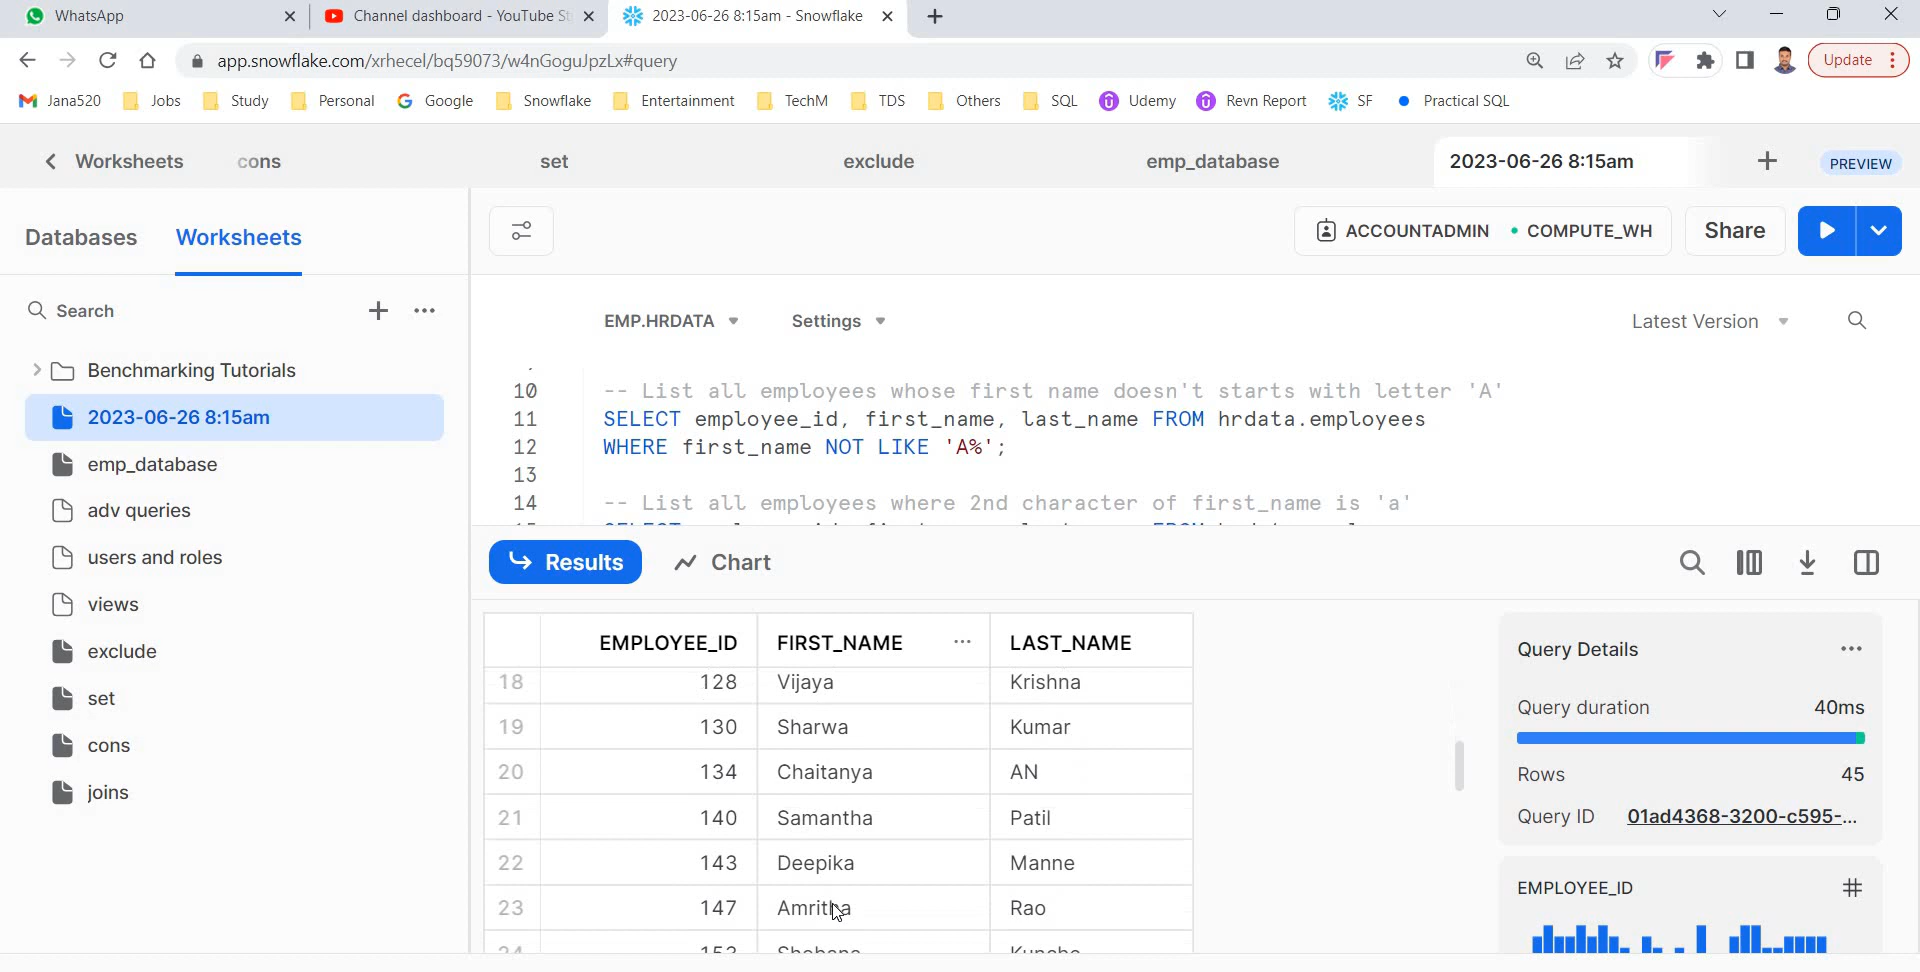 WhatsApp
Channel dashboard - YouTube St
2023-06-26 8:15am - Snowflake
app.snowflake.com/xrhecel/bq59073/w4nGoguJpzLx#query
Update
Jana520 Jobs Study Personal Google Snowflake Entertainment TechM TDS Others SQL Udemy Revn Report SF Practical SQL
Worksheets cons set exclude emp_database 2023-06-26 8:15am PREVIEW
Databases Worksheets
ACCOUNTADMIN COMPUTE_WH Share
Search
Benchmarking Tutorials
2023-06-26 8:15am
emp_database
adv queries
users and roles
views
exclude
set
cons
joins
EMP.HRDATA Settings Latest Version
10 -- List all employees whose first name doesn't starts with letter 'A'
11 SELECT employee_id, first_name, last_name FROM hrdata.employees
12 WHERE first_name NOT LIKE 'A%';
13
14 -- List all employees where 2nd character of first_name is 'a'
Results Chart
EMPLOYEE_ID FIRST_NAME ... LAST_NAME
18 128 Vijaya Krishna
19 130 Sharwa Kumar
20 134 Chaitanya AN
21 140 Samantha Patil
22 143 Deepika Manne
23 147 Amritha Rao
Query Details ...
Query duration 40ms
Rows 45
Query ID 01ad4368-3200-c595-...
EMPLOYEE_ID #